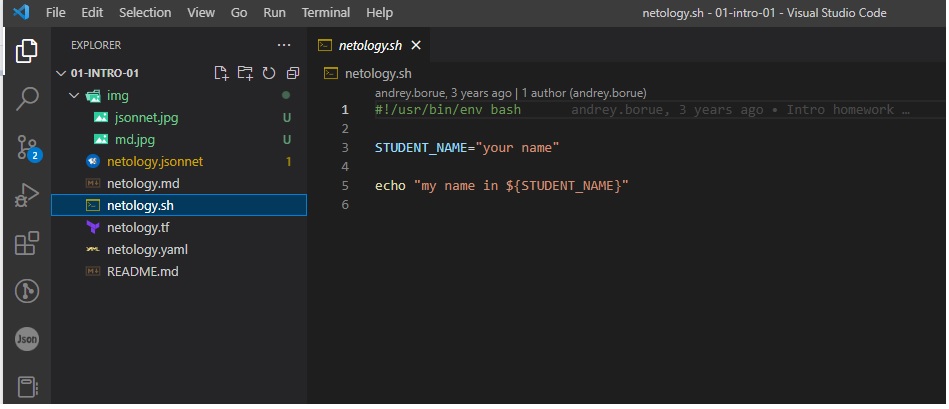 File Edit Selection View Go Run Terminal Help netology.sh - 01-intro-01 - Visual Studio Code
EXPLORER
01-INTRO-01
img
jsonnet.jpg U
md.jpg U
netology.jsonnet 1
netology.md
netology.sh
netology.tf
netology.yaml
README.md
2
Json
netology.sh
netology.sh
andrey.borue, 3 years ago | 1 author (andrey.borue)
1 #!/usr/bin/env bash andrey.borue, 3 years ago • Intro homework …
2
3 STUDENT_NAME="your name"
4
5 echo "my name in ${STUDENT_NAME}"
6